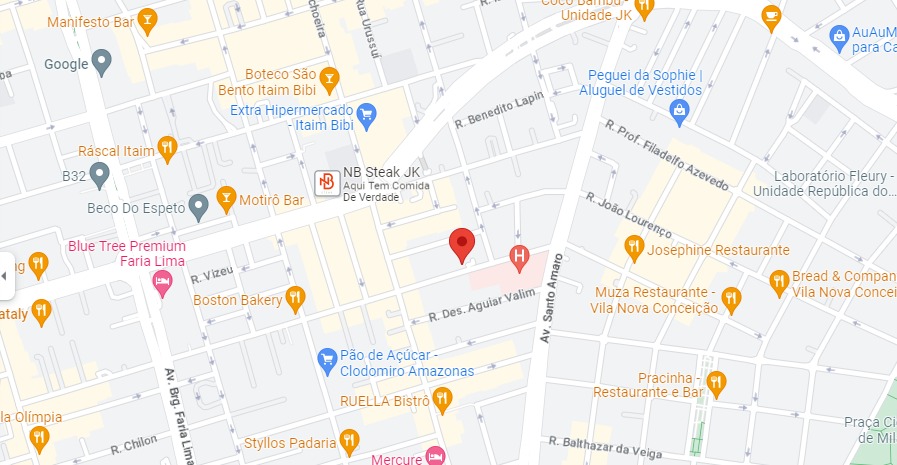 Coco Bambu -
Unidade JK
Manifesto Bar
Rua Urussuí
AuAuM
para Ca
Google
Boteco São
Bento Itaim Bibi
Peguei da Sophie |
Aluguel de Vestidos
Extra Hipermercado
- Itaim Bibi
R. Benedito Lapin
R. Prof. Filadelfo Azevedo
Ráscal Itaim
B32
NB Steak JK
Aqui Tem Comida
De Verdade
NB
Laboratório Fleury -
Unidade República do...
Motirô Bar
Beco Do Espeto
R. João Lourenço
Blue Tree Premium
Faria Lima
H
Josephine Restaurante
R. Vizeu
Av. Santo Amaro
Bread & Compan
Vila Nova Concei
Boston Bakery
Muza Restaurante -
Vila Nova Conceição
R. Des. Aguiar Valim
ataly
Pão de Açúcar -
Clodomiro Amazonas
Av. Brg. Faria Lima
Pracinha -
Restaurante e Bar
RUELLA Bistrô
la Olímpia
Praça Ci
de Mil
R. Chilon
Styllos Padaria
R. Balthazar da Veiga
Mercure